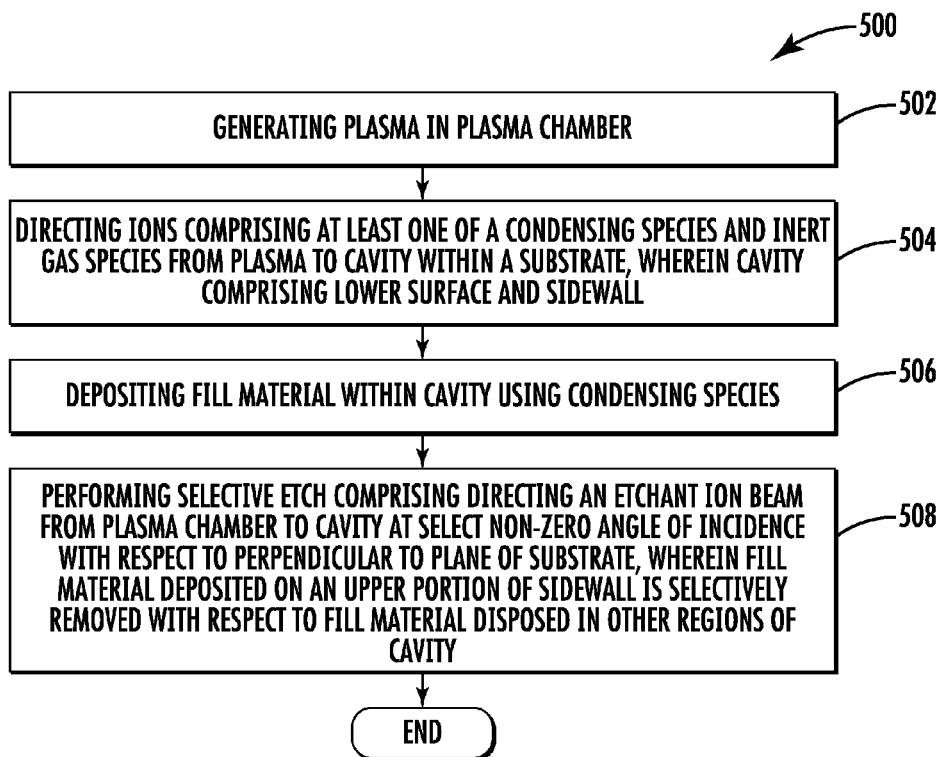 500
GENERATING PLASMA IN PLASMA CHAMBER
502
DIRECTING IONS COMPRISING AT LEAST ONE OF A CONDENSING SPECIES AND INERT
GAS SPECIES FROM PLASMA TO CAVITY WITHIN A SUBSTRATE, WHEREIN CAVITY
COMPRISING LOWER SURFACE AND SIDEWALL
504
DEPOSITING FILL MATERIAL WITHIN CAVITY USING CONDENSING SPECIES
506
PERFORMING SELECTIVE ETCH COMPRISING DIRECTING AN ETCHANT ION BEAM
FROM PLASMA CHAMBER TO CAVITY AT SELECT NON-ZERO ANGLE OF INCIDENCE
WITH RESPECT TO PERPENDICULAR TO PLANE OF SUBSTRATE, WHEREIN FILL
MATERIAL DEPOSITED ON AN UPPER PORTION OF SIDEWALL IS SELECTIVELY
REMOVED WITH RESPECT TO FILL MATERIAL DISPOSED IN OTHER REGIONS OF
CAVITY
508
END